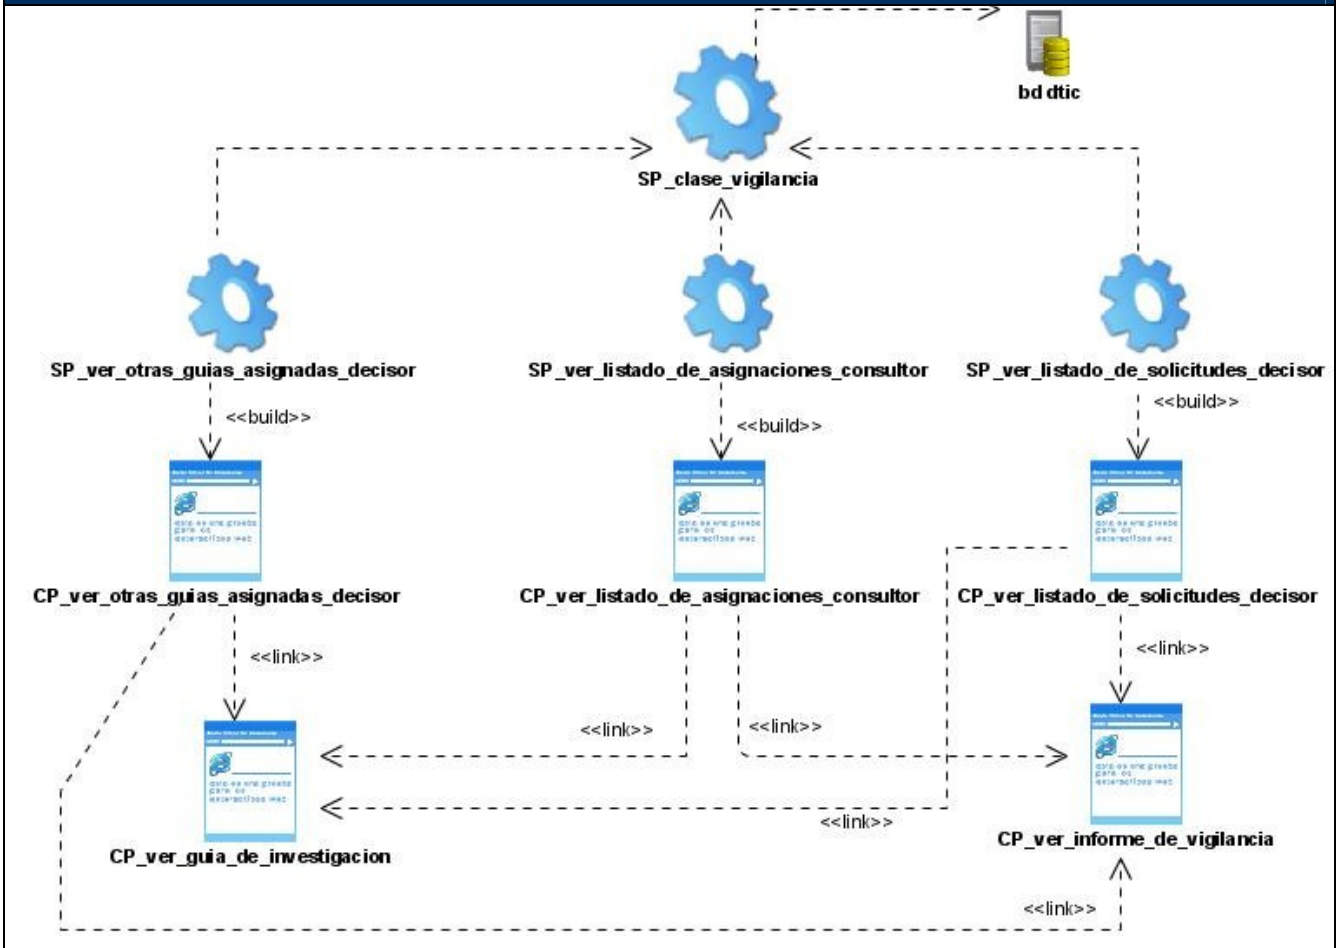 bd dtic
SP_clase_vigilancia
SP_ver_otras_guias_asignadas_decisor
SP_ver_listado_de_asignaciones_consultor
SP_ver_listado_de_solicitudes_decisor
<<build>>
<<build>>
<<build>>
CP_ver_otras_guias_asignadas_decisor
CP_ver_listado_de_asignaciones_consultor
CP_ver_listado_de_solicitudes_decisor
<<link>>
<<link>>
<<link>>
<<link>>
<<link>>
CP_ver_guia_de_investigacion
CP_ver_informe_de_vigilancia
<<link>>